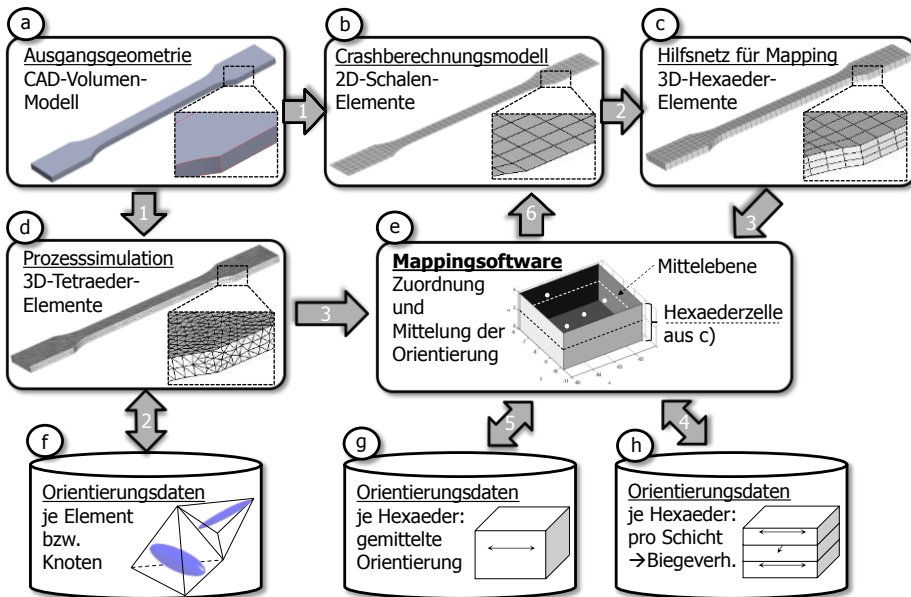 a
Ausgangsgeometrie
CAD-Volumen-
Modell
1
b
Crashberechnungsmodell
2D-Schalen-
Elemente
2
c
Hilfsnetz für Mapping
3D-Hexaeder-
Elemente
1
6
3
d
Prozesssimulation
3D-Tetraeder-
Elemente
3
e
Mappingsoftware
Zuordnung
und
Mittelung der
Orientierung
Mittelebene
Hexaederzelle
aus c)
2
5
4
f
Orientierungsdaten
je Element
bzw.
Knoten
g
Orientierungsdaten
je Hexaeder:
gemittelte
Orientierung
h
Orientierungsdaten
je Hexaeder:
pro Schicht
→Biegeverh.